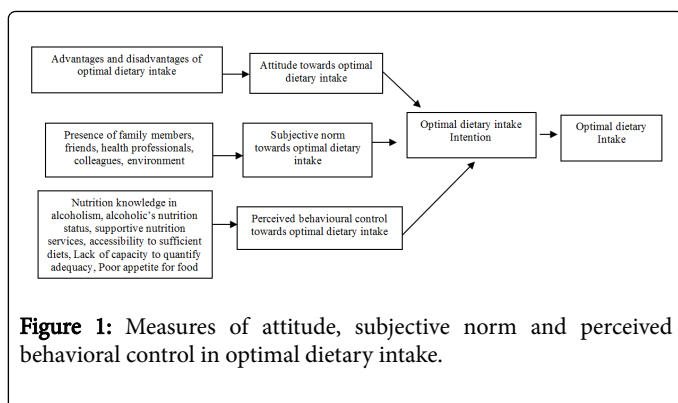 Advantages and disadvantages of
optimal dietary intake
Attitude towards optimal
dietary intake
Presence of family members,
friends, health professionals,
colleagues, environment
Subjective norm
towards optimal dietary
intake
Optimal dietary intake
Intention
Optimal dietary
Intake
Nutrition knowledge in
alcoholism, alcoholic's nutrition
status, supportive nutrition
services, accessibility to sufficient
diets, Lack of capacity to quantify
adequacy, Poor appetite for food
Perceived behavioural control
towards optimal dietary intake
Figure 1: Measures of attitude, subjective norm and perceived
behavioral control in optimal dietary intake.